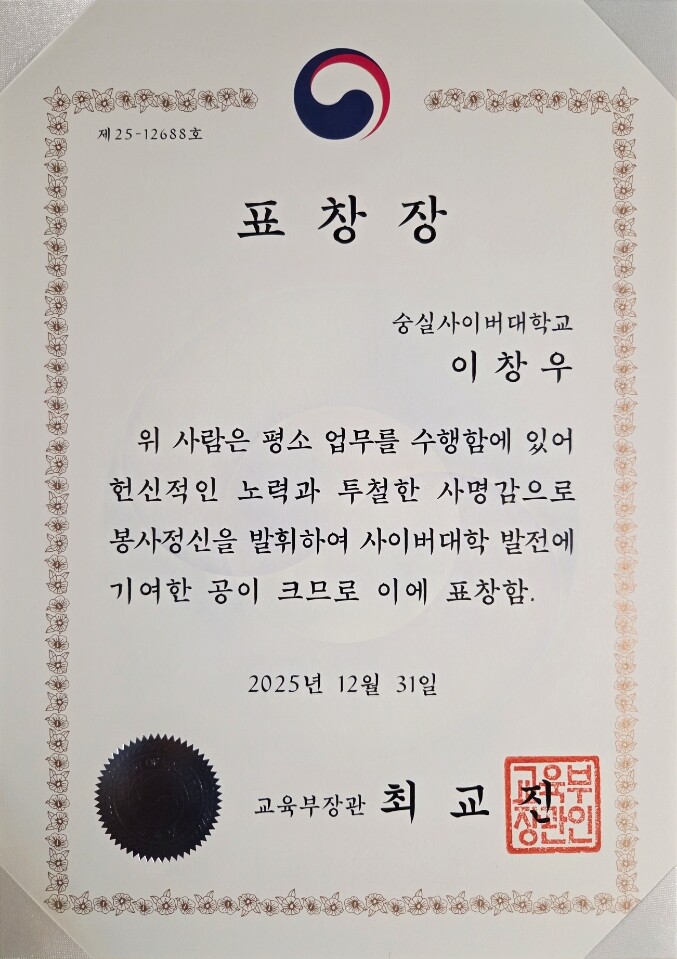 제25-12688호
표 창 장
숭실사이버대학교
이 창 우
위 사람은 평소 업무를 수행함에 있어
헌신적인 노력과 투철한 사명감으로
봉사정신을 발휘하여 사이버대학 발전에
기여한 공이 크므로 이에 표창함.
2025년 12월 31일
교육부장관 최 교 진
교육부
장관인